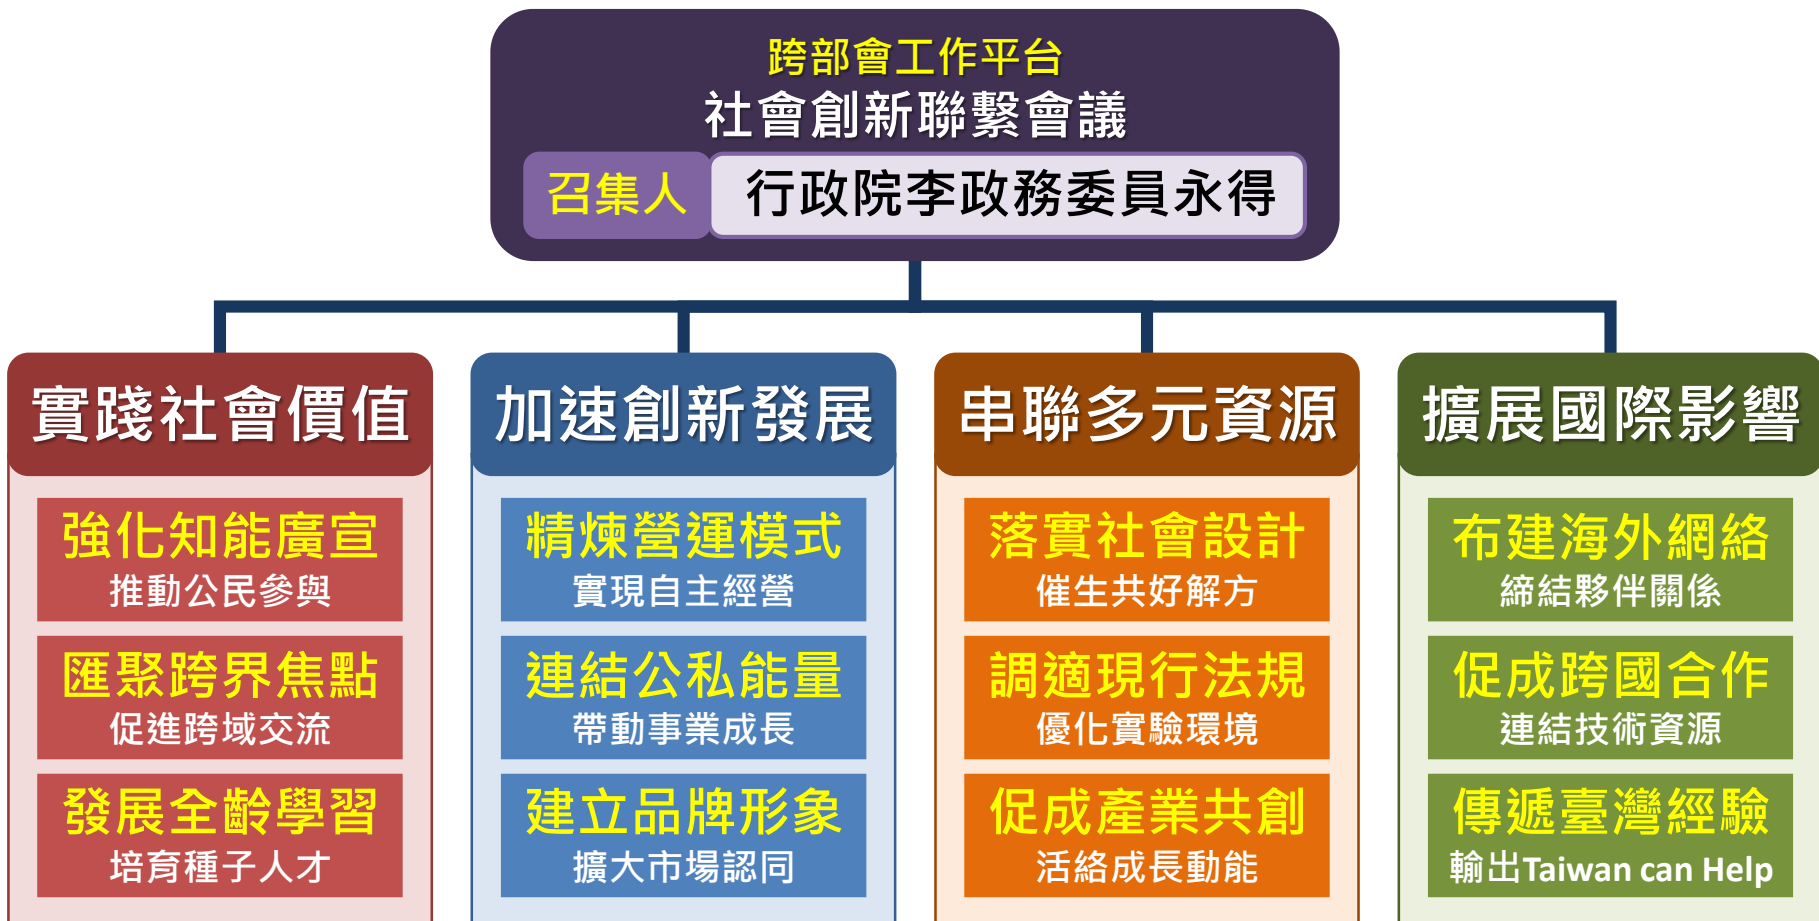 跨部會工作平台
社會創新聯繫會議
召集人 行政院李政務委員永得
實踐社會價值
強化知能廣宣
推動公民參與
匯聚跨界焦點
促進跨域交流
發展全齡學習
培育種子人才
加速創新發展
精煉營運模式
實現自主經營
連結公私能量
帶動事業成長
建立品牌形象
擴大市場認同
串聯多元資源
落實社會設計
催生共好解方
調適現行法規
優化實驗環境
促成產業共創
活絡成長動能
擴展國際影響
布建海外網絡
締結夥伴關係
促成跨國合作
連結技術資源
傳遞臺灣經驗
輸出Taiwan can Help